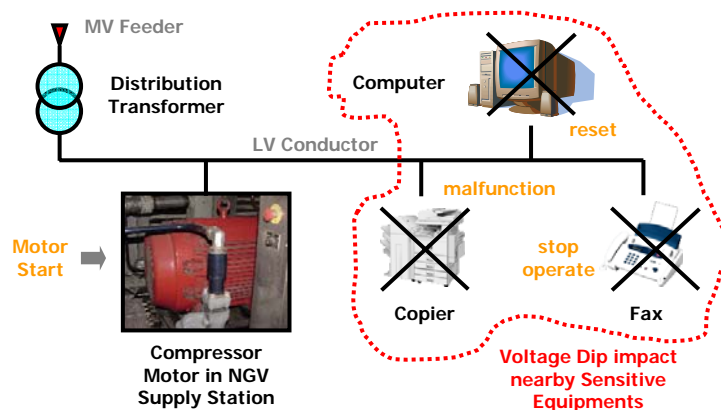 MV Feeder
Distribution
Transformer
Computer
reset
LV Conductor
malfunction
Motor
Start
stop
operate
Copier
Fax
Compressor
Motor in NGV
Supply Station
Voltage Dip impact
nearby Sensitive
Equipments